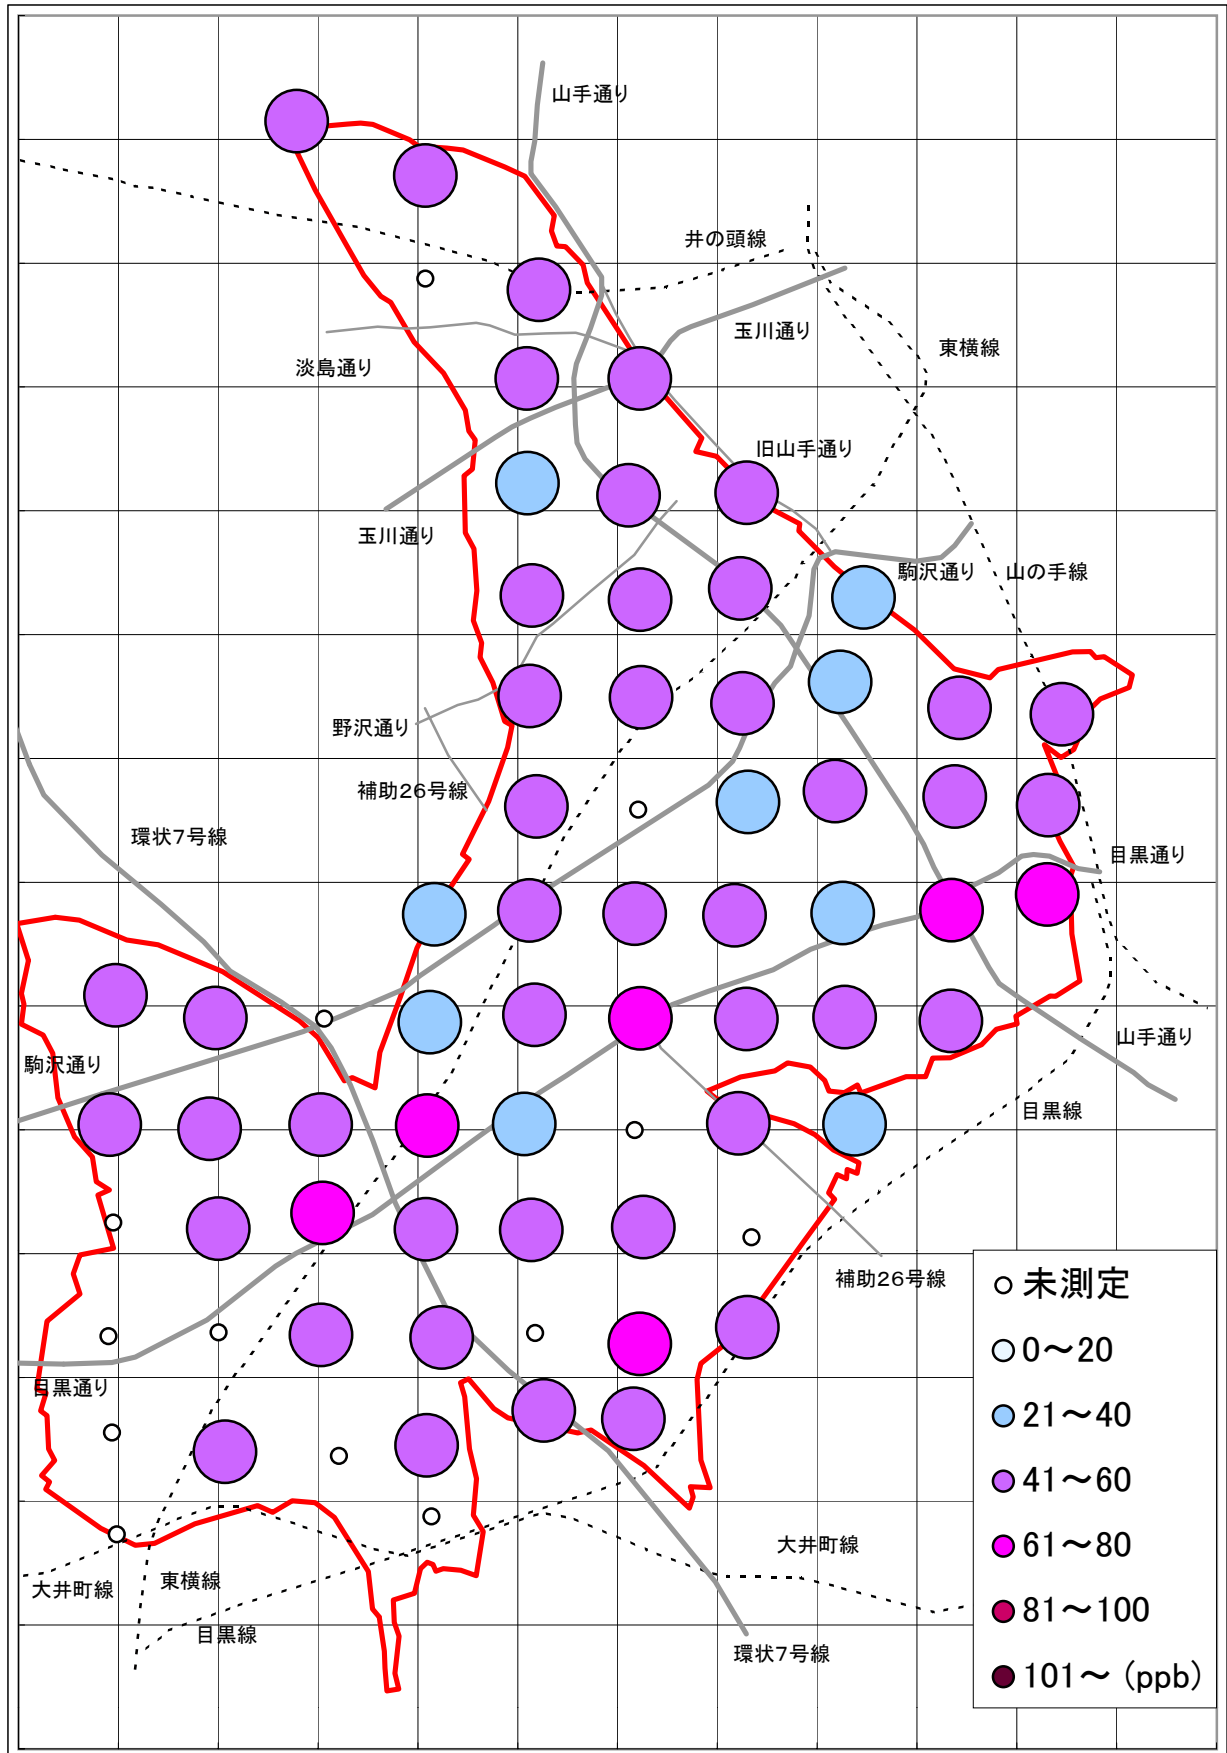 山手通り
井の頭線
玉川通り
東横線
淡島通り
旧山手通り
玉川通り
駒沢通り
山の手線
野沢通り
補助26号線
環状7号線
目黒通り
駒沢通り
山手通り
目黒線
補助26号線
目黒通り
大井町線
東横線
目黒線
大井町線
環状7号線
未測定
0～20
21～40
41～60
61～80
81～100
101～ (ppb)